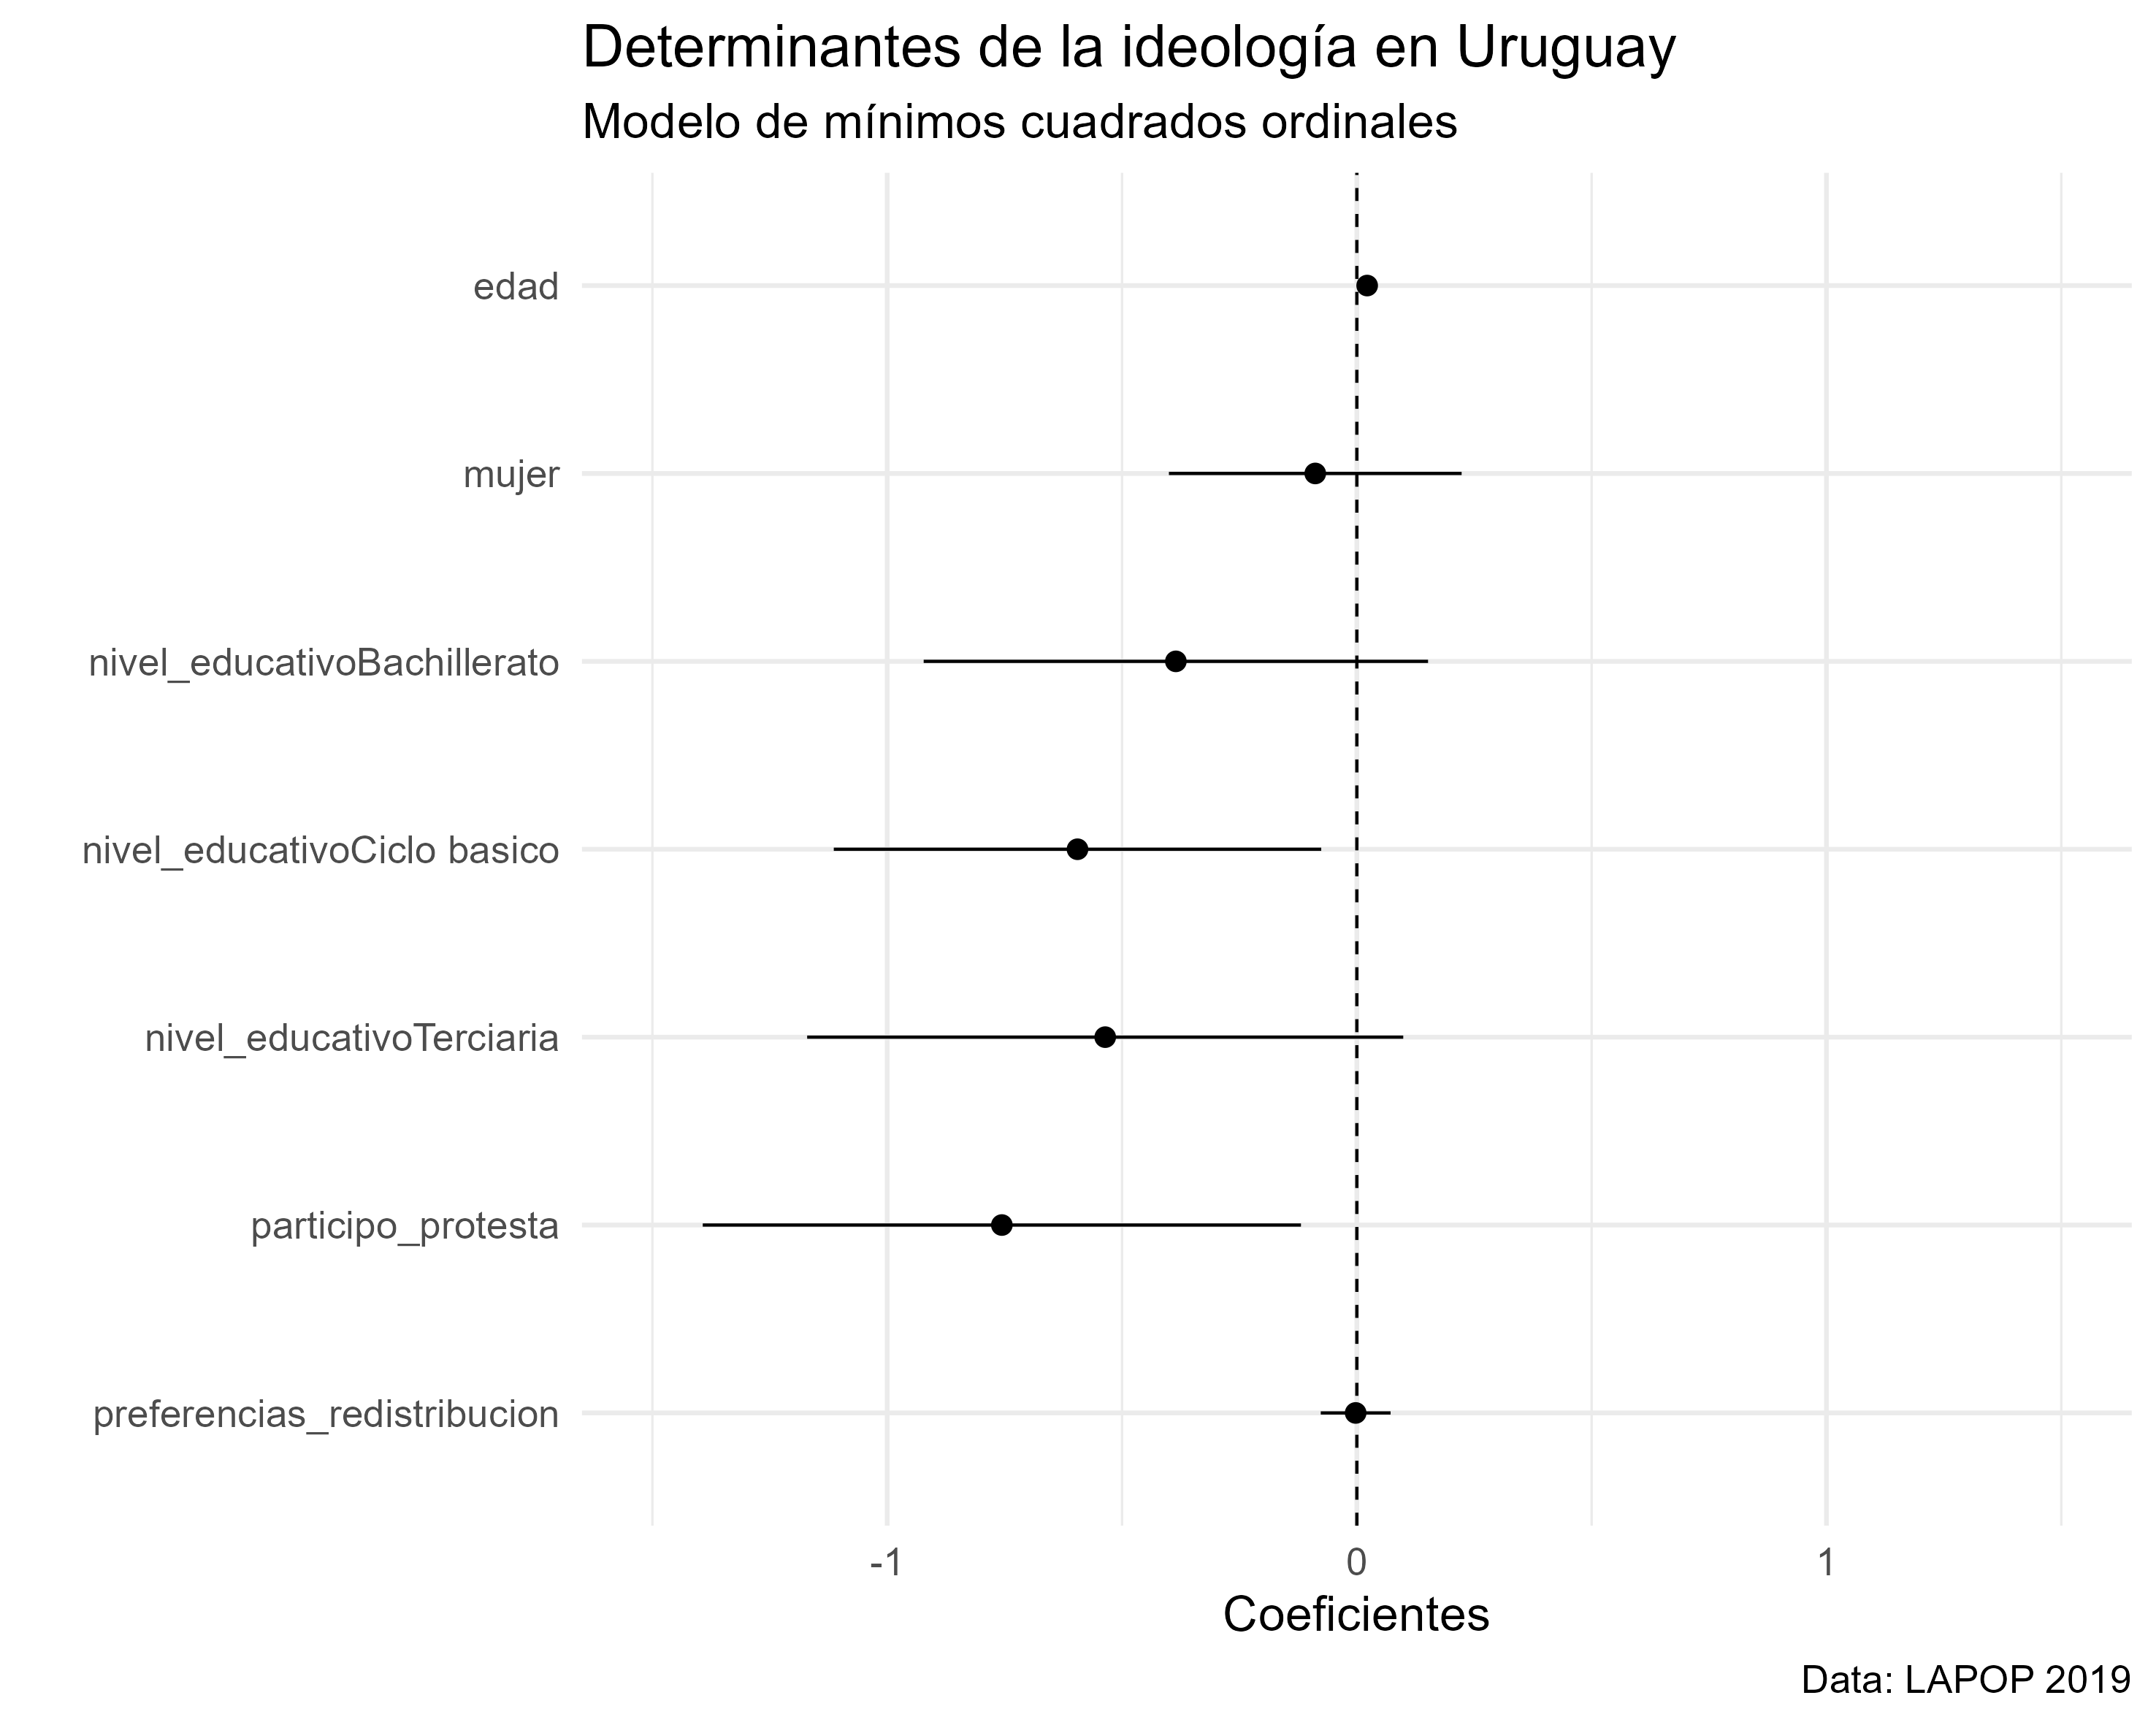 Determinantes de la ideología en Uruguay
Modelo de mínimos cuadrados ordinales
edad
mujer
nivel_educativoBachillerato
nivel_educativoCiclo basico
nivel_educativoTerciaria
participo_protesta
preferencias_redistribucion
-1 0 1
Coeficientes
Data: LAPOP 2019